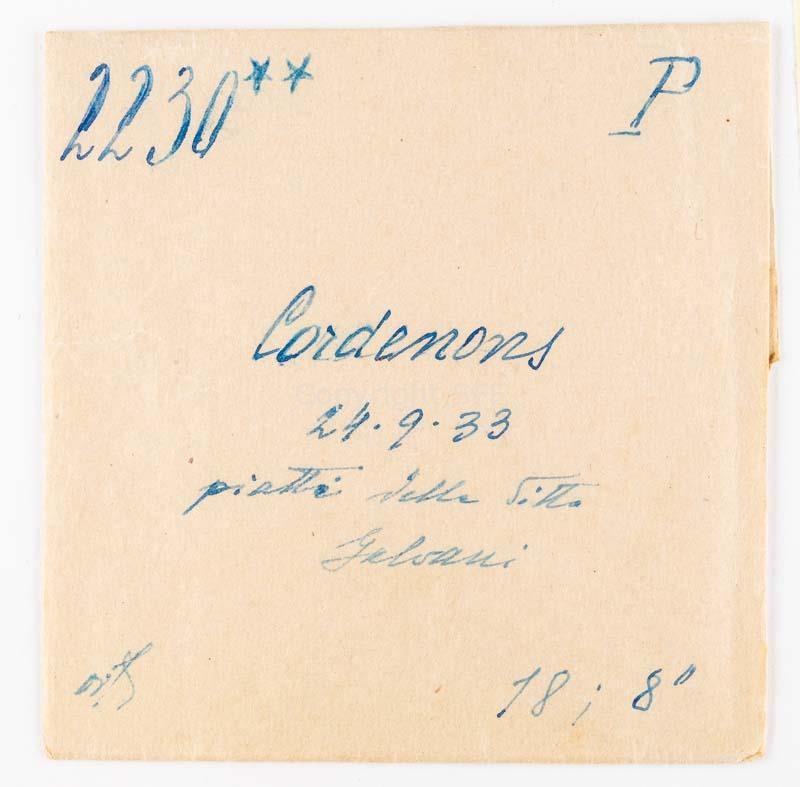 2230** P
Cordenons
24.9.33
piatti della Ditta
Galvani
18 ; 8"